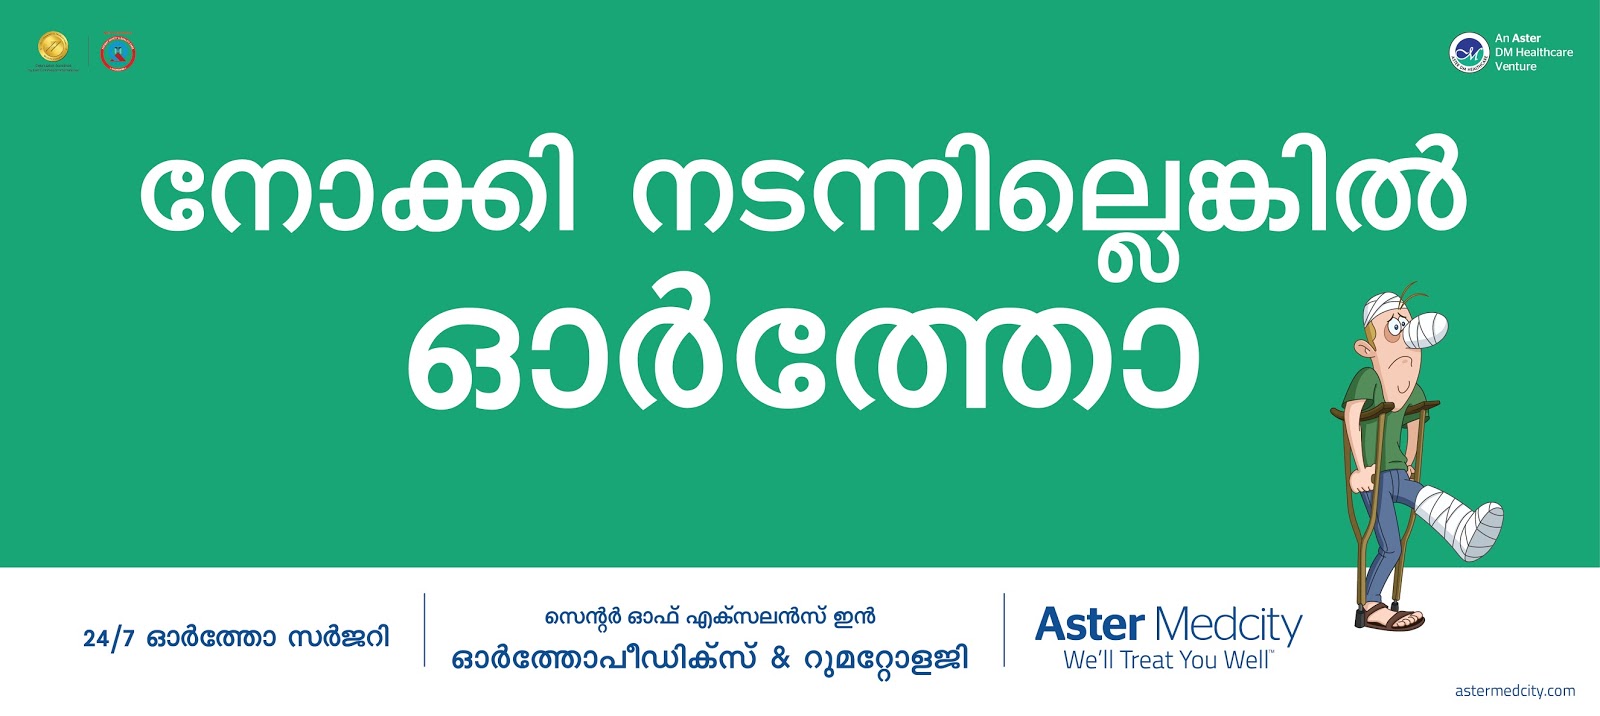 An Aster
DM Healthcare
Venture
നോക്കി നടന്നില്ലെങ്കിൽ
ഓർത്തോ
24/7 ഓർത്തോ സർജറി
സെന്റർ ഓഫ് എക്സലൻസ് ഇൻ
ഓർത്തോപീഡിക്സ് & റുമറ്റോളജി
Aster Medcity
We'll Treat You Well™
astermedcity.com